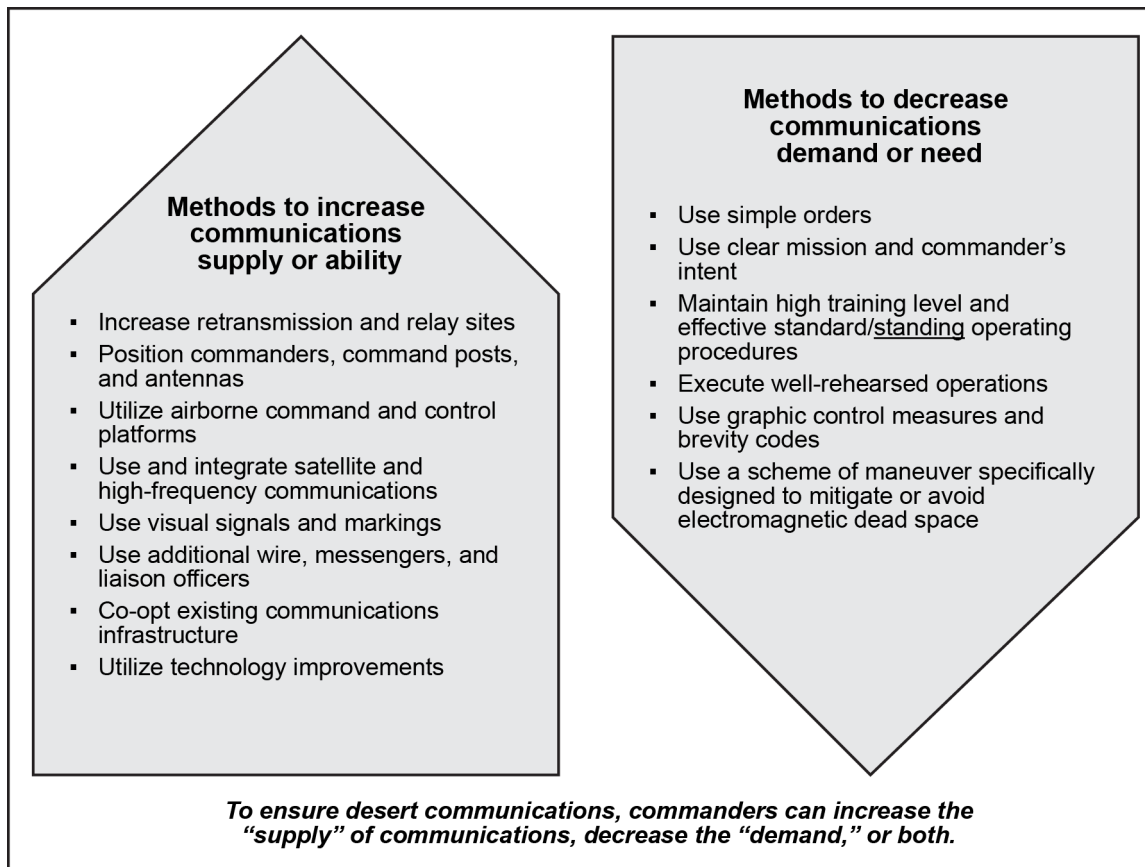 Methods to increase
communications
supply or ability
▪ Increase retransmission and relay sites
▪ Position commanders, command posts,
and antennas
▪ Utilize airborne command and control
platforms
▪ Use and integrate satellite and
high-frequency communications
▪ Use visual signals and markings
▪ Use additional wire, messengers, and
liaison officers
▪ Co-opt existing communications
infrastructure
▪ Utilize technology improvements
Methods to decrease
communications
demand or need
▪ Use simple orders
▪ Use clear mission and commander’s
intent
▪ Maintain high training level and
effective standard/standing operating
procedures
▪ Execute well-rehearsed operations
▪ Use graphic control measures and
brevity codes
▪ Use a scheme of maneuver specifically
designed to mitigate or avoid
electromagnetic dead space
To ensure desert communications, commanders can increase the
“supply” of communications, decrease the “demand,” or both.